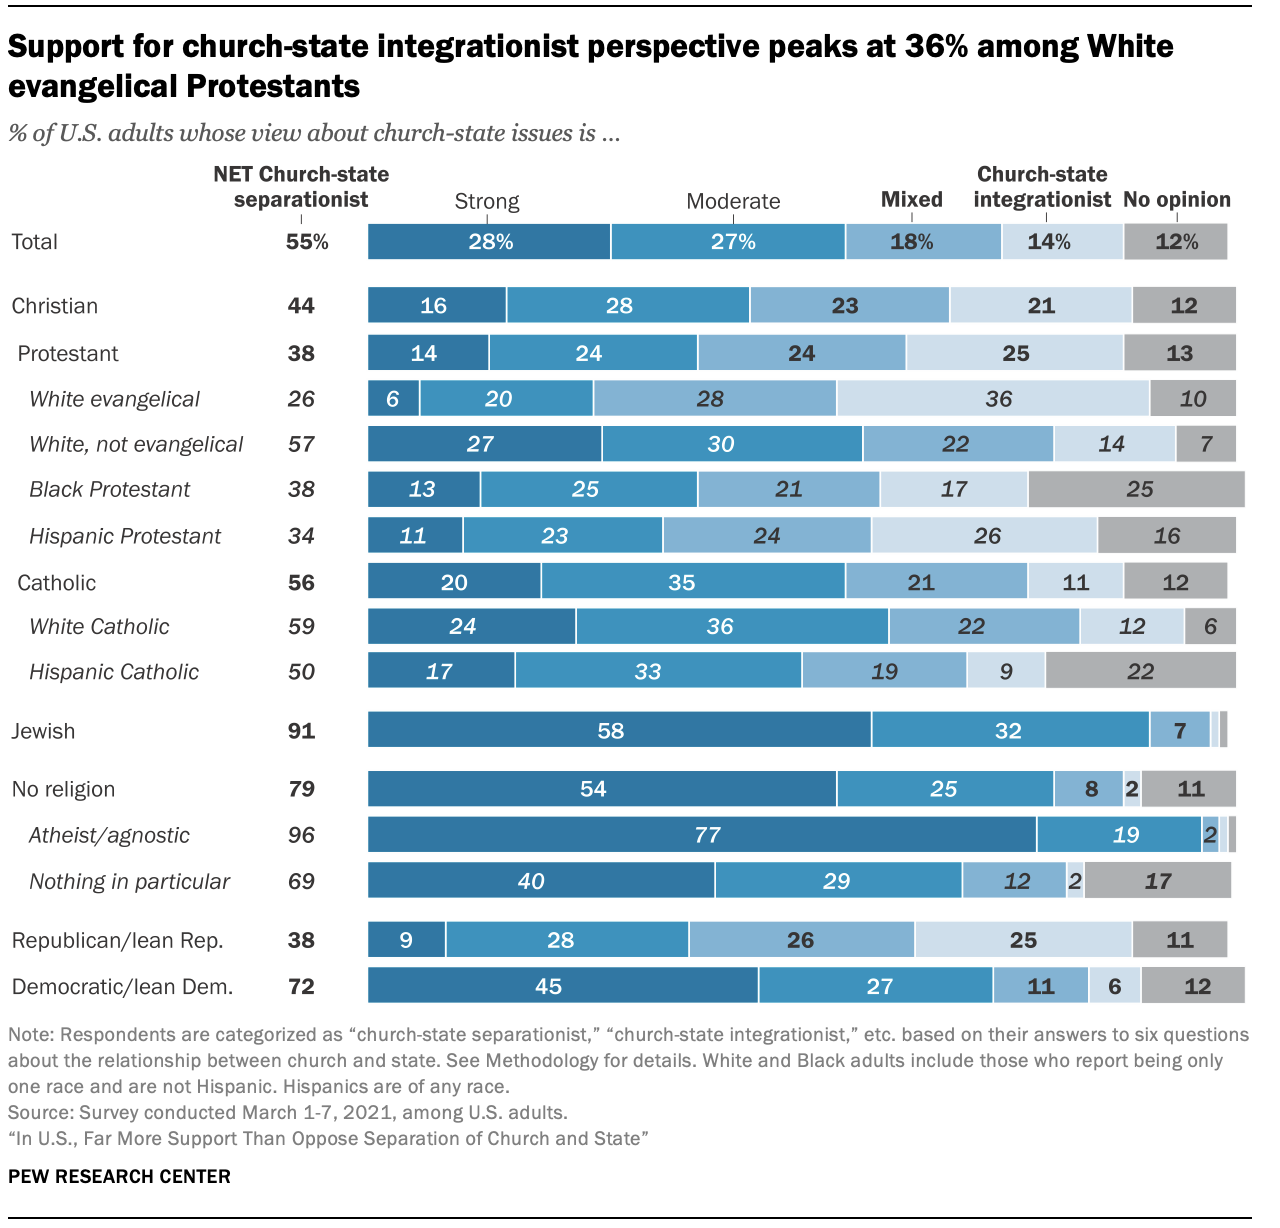 Support for church-state integrationist perspective peaks at 36% among White
evangelical Protestants
% of U.S. adults whose view about church-state issues is ...
NET Church-state
separationist Strong Moderate Mixed Church-state
integrationist No opinion
Total 55% 28% 27% 18% 14% 12%
Christian 44 16 28 23 21 12
Protestant 38 14 24 24 25 13
White evangelical 26 6 20 28 36 10
White, not evangelical 57 27 30 22 14 7
Black Protestant 38 13 25 21 17 25
Hispanic Protestant 34 11 23 24 26 16
Catholic 56 20 35 21 11 12
White Catholic 59 24 36 22 12 6
Hispanic Catholic 50 17 33 19 9 22
Jewish 91 58 32 7
No religion 79 54 25 8 2 11
Atheist/agnostic 96 77 19 2
Nothing in particular 69 40 29 12 2 17
Republican/lean Rep. 38 9 28 26 25 11
Democratic/lean Dem. 72 45 27 11 6 12
Note: Respondents are categorized as “church-state separationist,” “church-state integrationist,” etc. based on their answers to six questions
about the relationship between church and state. See Methodology for details. White and Black adults include those who report being only
one race and are not Hispanic. Hispanics are of any race.
Source: Survey conducted March 1-7, 2021, among U.S. adults.
“In U.S., Far More Support Than Oppose Separation of Church and State”
PEW RESEARCH CENTER